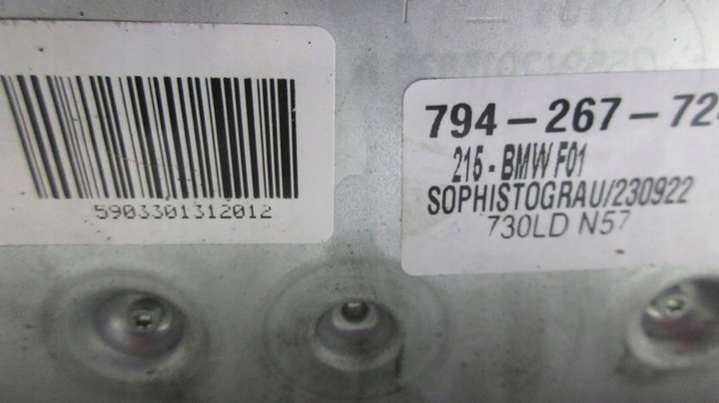 5903301312012
794-267-72
215 - BMW F01
SOPHISTOGRAU/230922
730LD N57